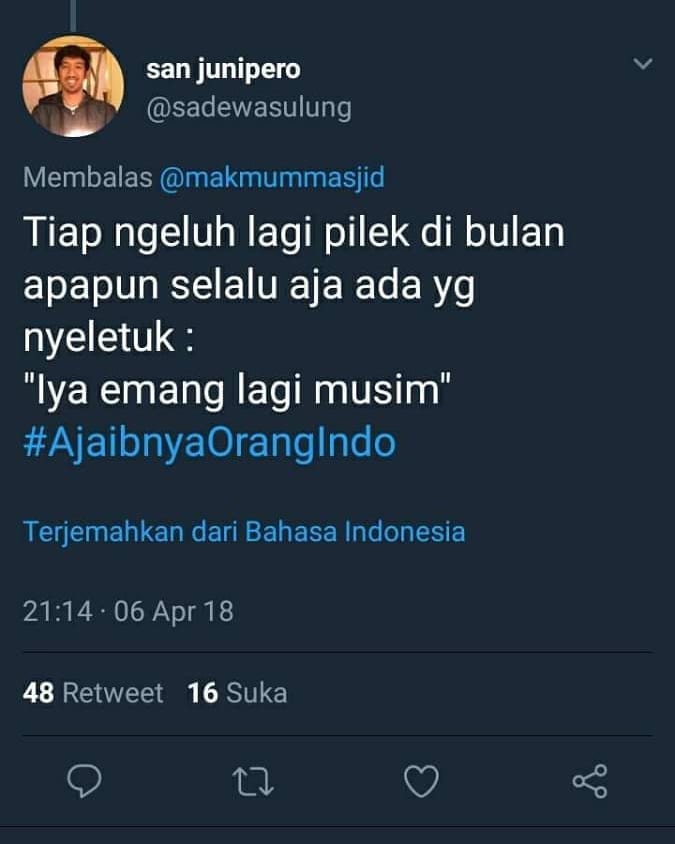 san junipero
@sadewasulung
Membalas @makmummasjid
Tiap ngeluh lagi pilek di bulan
apapun selalu aja ada yg
nyeletuk :
"Iya emang lagi musim"
#AjaibnyaOrangIndo
Terjemahkan dari Bahasa Indonesia
21:14 · 06 Apr 18
48 Retweet 16 Suka